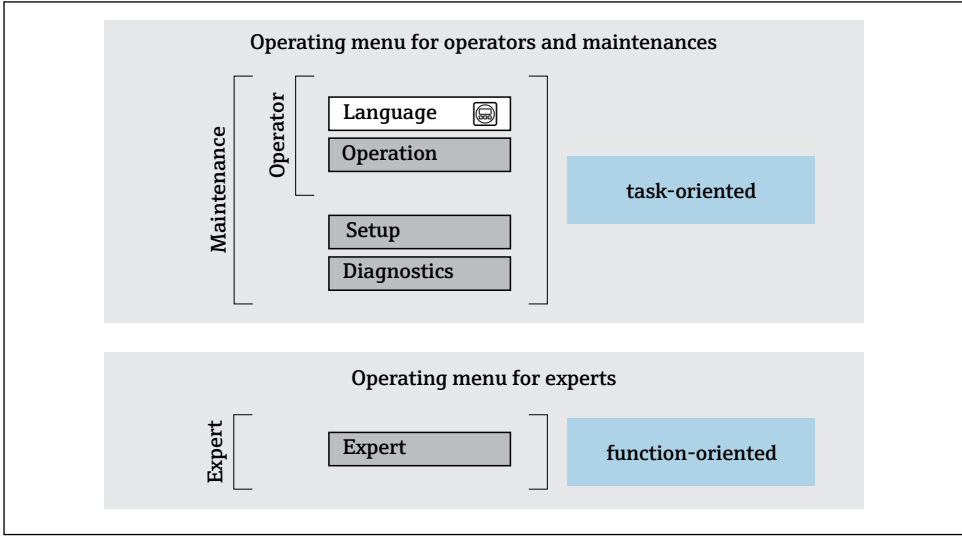 Operating menu for operators and maintenances
Maintenance
Operator
Language
Operation
Setup
Diagnostics
task-oriented
Operating menu for experts
Expert
Expert
function-oriented